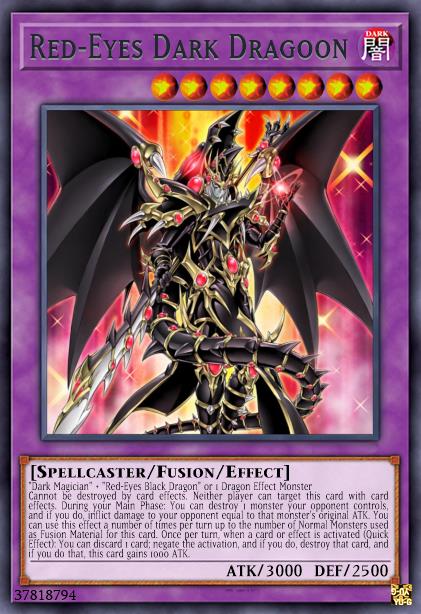 RED-EYES DARK DRAGOON
DARK
闇
[SPELLCASTER/FUSION/EFFECT]
"Dark Magician" + "Red-Eyes Black Dragon" or 1 Dragon Effect Monster
Cannot be destroyed by card effects. Neither player can target this card with card
effects. During your Main Phase: You can destroy 1 monster your opponent controls,
and if you do, inflict damage to your opponent equal to that monster's original ATK. You
can use this effect a number of times per turn up to the number of Normal Monsters used
as Fusion Material for this card. Once per turn, when a card or effect is activated (Quick
Effect): You can discard 1 card; negate the activation, and if you do, destroy that card, and
if you do that, this card gains 1000 ATK.
ATK/3000 DEF/2500
37818794